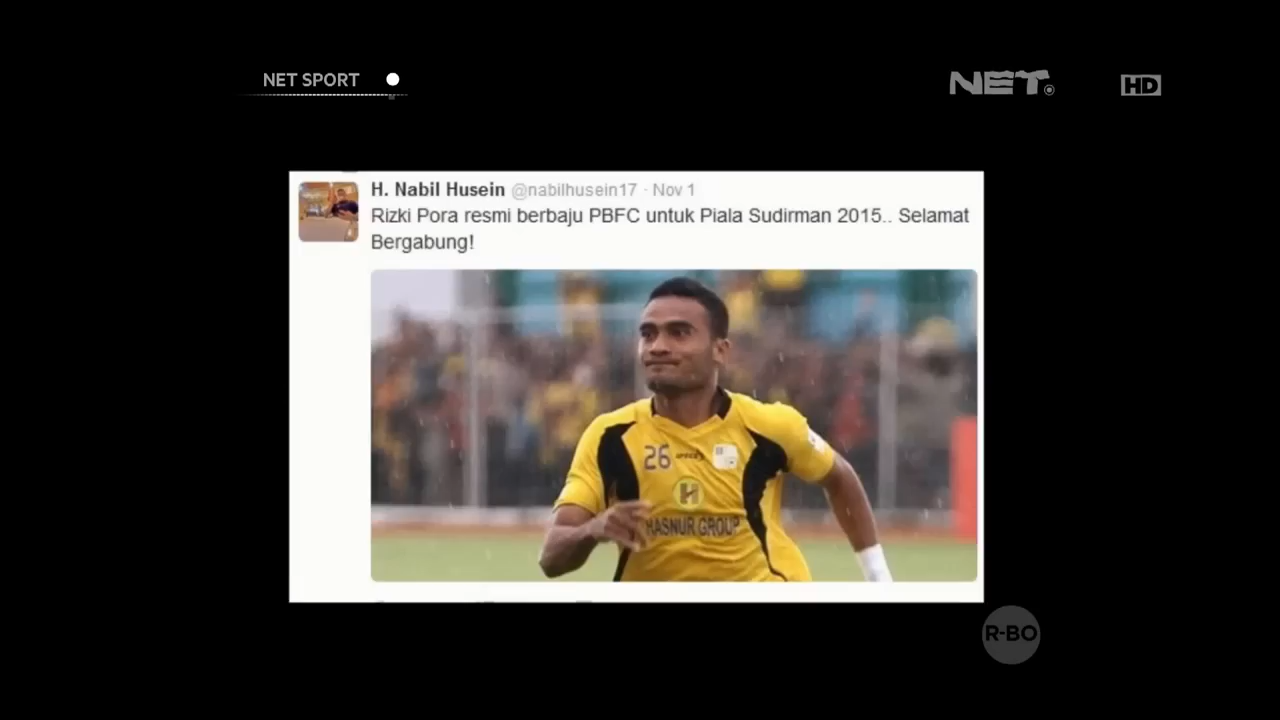 NET SPORT
NET.
HD
H. Nabil Husein @nabilhusein17 · Nov 1
Rizki Pora resmi berbaju PBFC untuk Piala Sudirman 2015.. Selamat
Bergabung!
26
HASNUR GROUP
R-BO